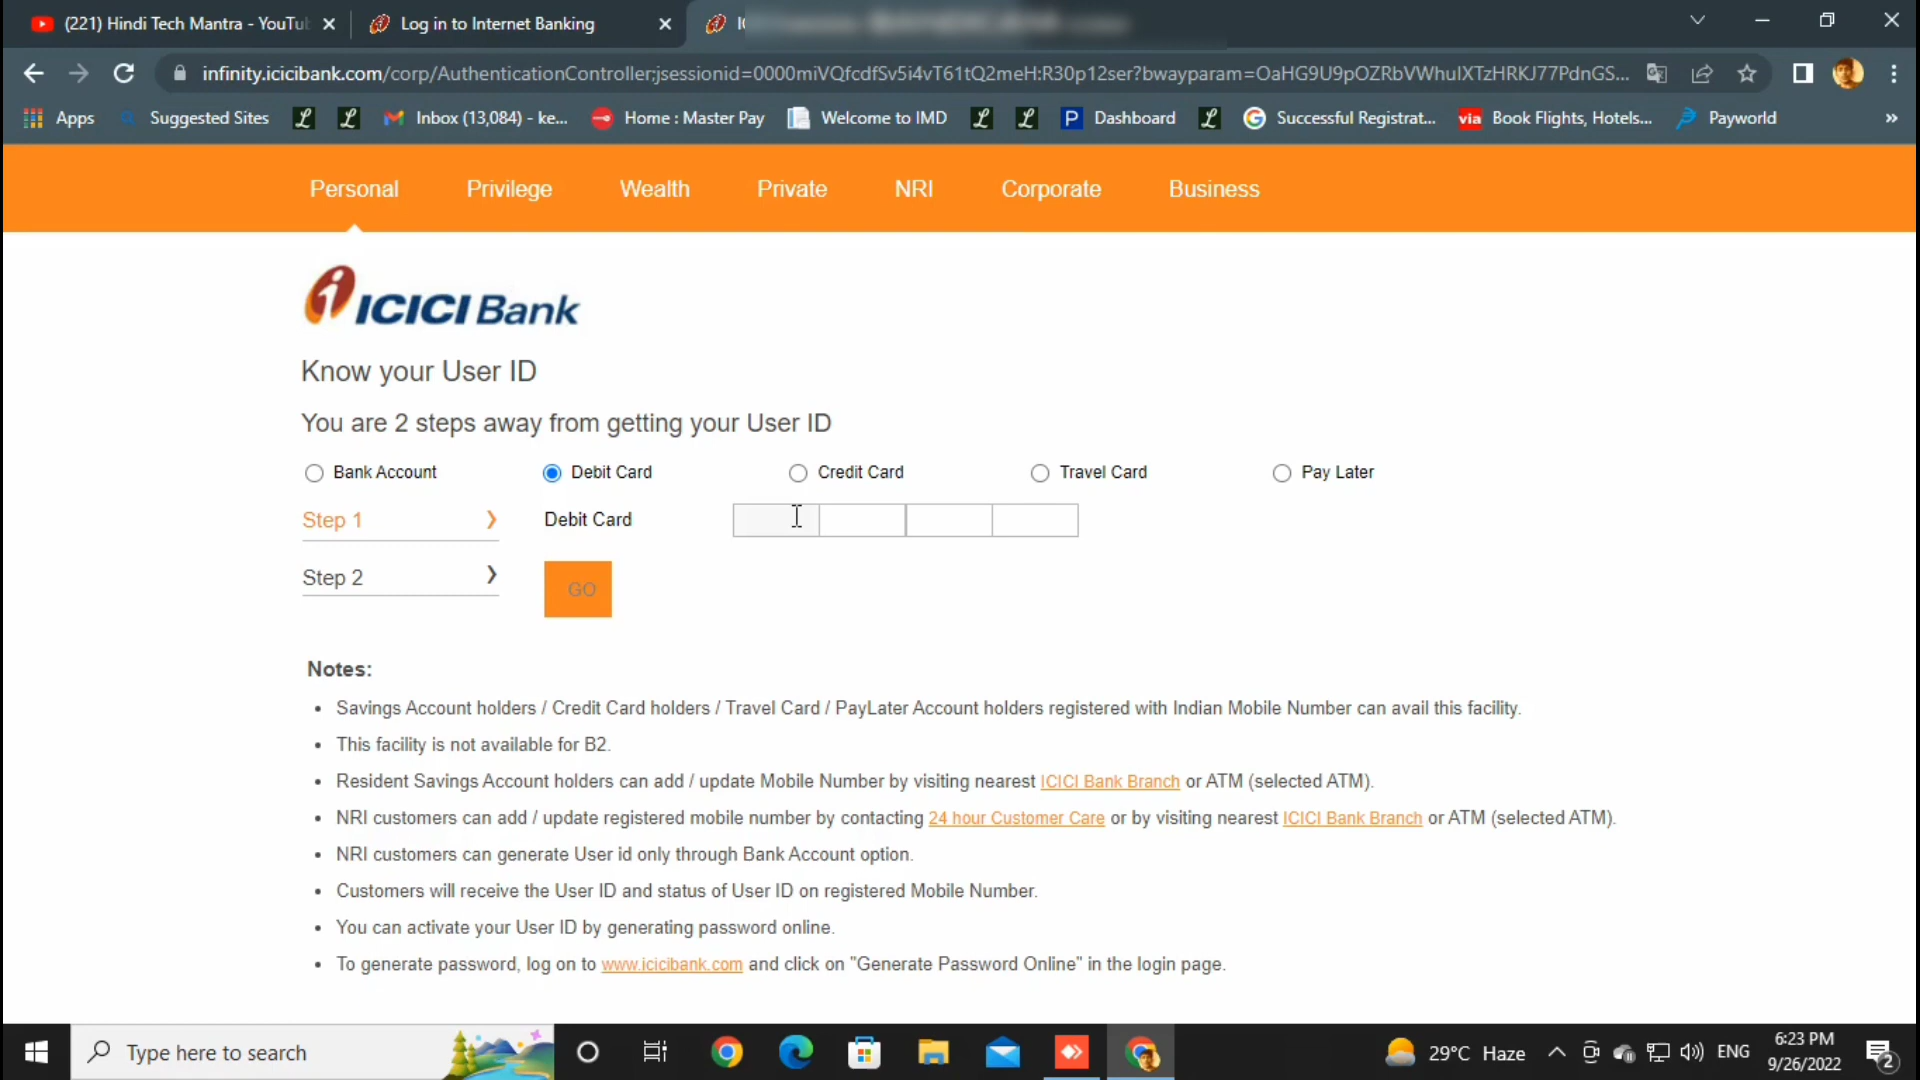 (221) Hindi Tech Mantra - YouTu
Log in to Internet Banking
infinity.icicibank.com/corp/AuthenticationController;jsessionid=0000miVQfcdfSv5i4vT61tQ2meH:R30p12ser?bwayparam=OaHG9U9pOZRbVWhuIXTzHRKJ77PdnGS...
Apps Suggested Sites Inbox (13,084) - ke... Home : Master Pay Welcome to IMD Dashboard Successful Registrat... via Book Flights, Hotels... Payworld »
Personal Privilege Wealth Private NRI Corporate Business
ICICI Bank
Know your User ID
You are 2 steps away from getting your User ID
Bank Account Debit Card Credit Card Travel Card Pay Later
Step 1 Debit Card
Step 2 GO
Notes:
• Savings Account holders / Credit Card holders / Travel Card / PayLater Account holders registered with Indian Mobile Number can avail this facility.
• This facility is not available for B2.
• Resident Savings Account holders can add / update Mobile Number by visiting nearest ICICI Bank Branch or ATM (selected ATM).
• NRI customers can add / update registered mobile number by contacting 24 hour Customer Care or by visiting nearest ICICI Bank Branch or ATM (selected ATM).
• NRI customers can generate User id only through Bank Account option.
• Customers will receive the User ID and status of User ID on registered Mobile Number.
• You can activate your User ID by generating password online.
• To generate password, log on to www.icicibank.com and click on "Generate Password Online" in the login page.
Type here to search
29°C Haze
ENG
6:23 PM
9/26/2022
2